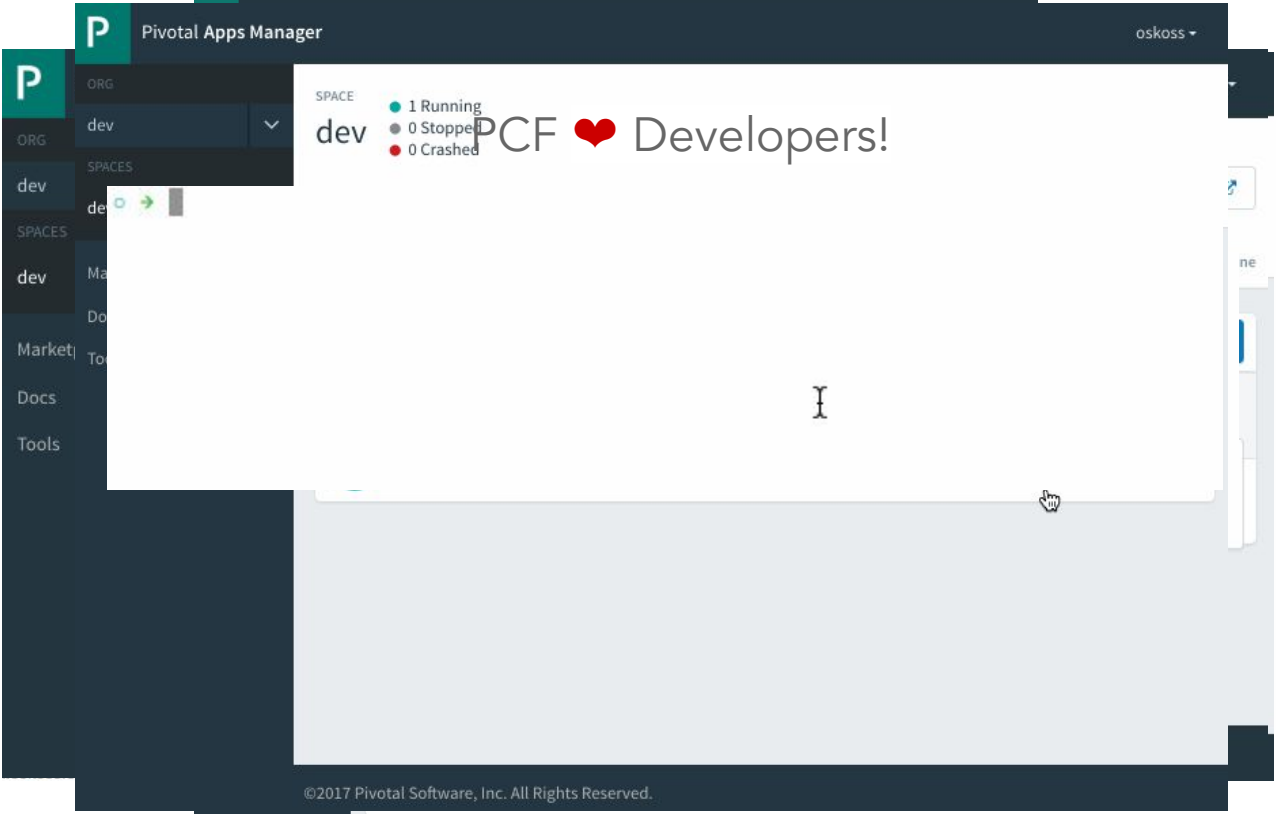 P Pivotal Apps Manager oskoss
P
ORG
dev
SPACES
dev
Docs
Tools
ORG
dev
SPACES
SPACE
dev
1 Running
0 Stopped
0 Crashed
PCF ❤ Developers!
©2017 Pivotal Software, Inc. All Rights Reserved.